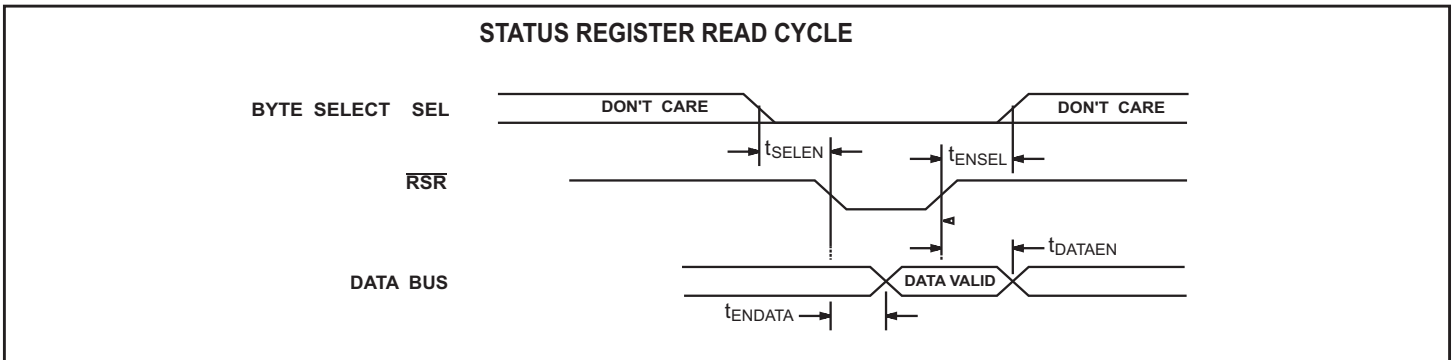 STATUS REGISTER READ CYCLE
BYTE SELECT SEL DON'T CARE DON'T CARE
tSELEN tENSEL
RSR
tDATAEN
DATA BUS DATA VALID
tENDATA